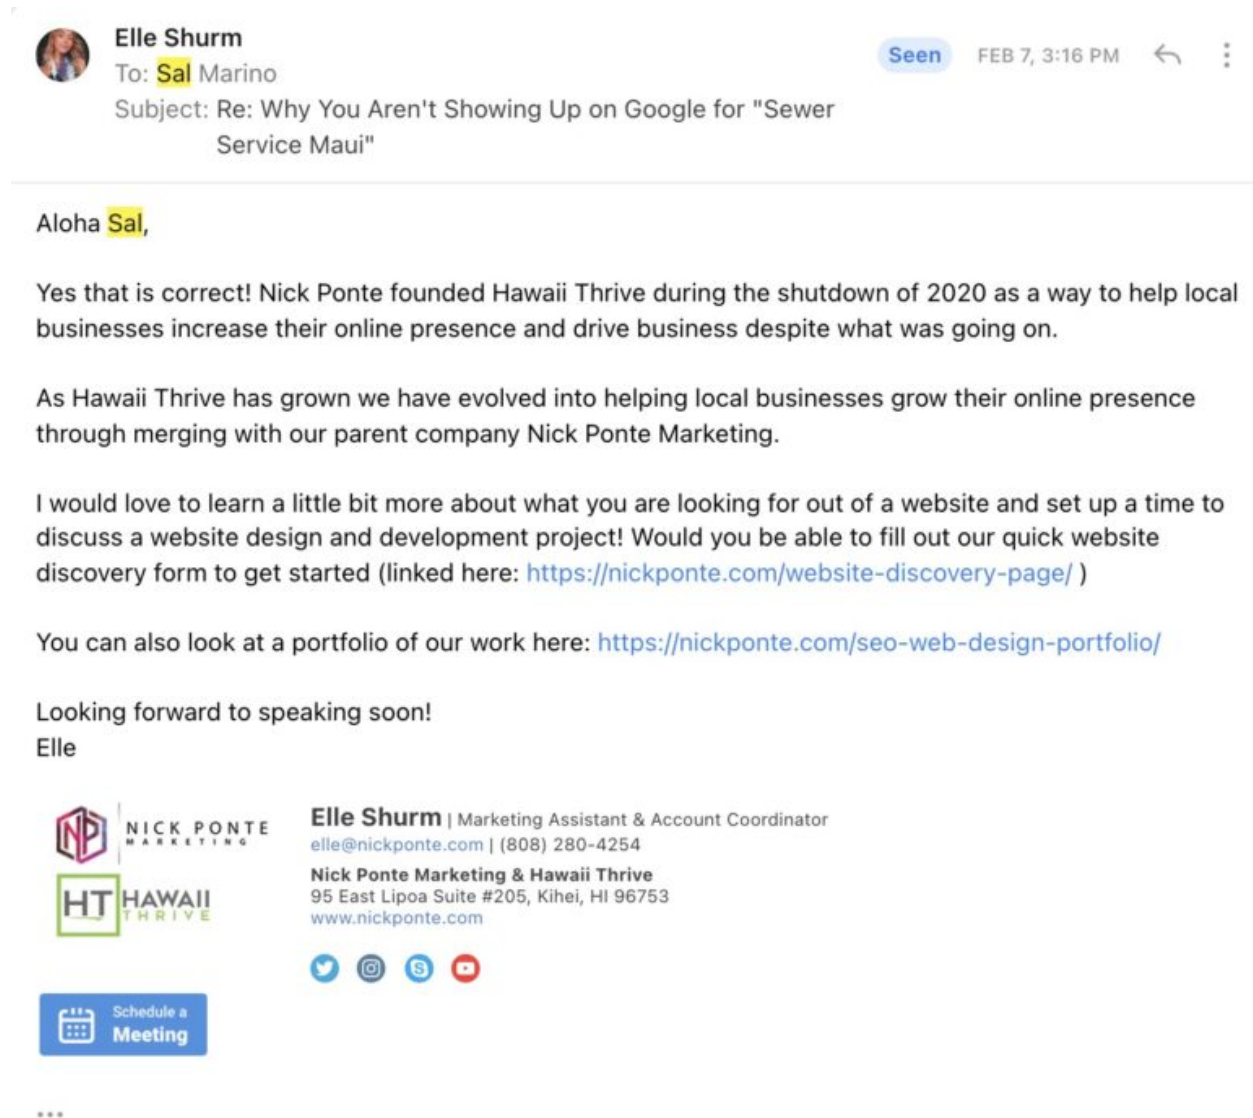 Elle Shurm
Seen
FEB 7, 3:16 PM
To: Sal Marino
Subject: Re: Why You Aren't Showing Up on Google for "Sewer
Service Maui"
Aloha Sal,
Yes that is correct! Nick Ponte founded Hawaii Thrive during the shutdown of 2020 as a way to help local
businesses increase their online presence and drive business despite what was going on.
As Hawaii Thrive has grown we have evolved into helping local businesses grow their online presence
through merging with our parent company Nick Ponte Marketing.
I would love to learn a little bit more about what you are looking for out of a website and set up a time to
discuss a website design and development project! Would you be able to fill out our quick website
discovery form to get started (linked here: https://nickponte.com/website-discovery-page/ )
You can also look at a portfolio of our work here: https://nickponte.com/seo-web-design-portfolio/
Looking forward to speaking soon!
Elle
NP
NICK PONTE
MARKETING
HT
HAWAII
THRIVE
Elle Shurm | Marketing Assistant & Account Coordinator
elle@nickponte.com | (808) 280-4254
Nick Ponte Marketing & Hawaii Thrive
95 East Lipoa Suite #205, Kihei, HI 96753
www.nickponte.com
Schedule a
Meeting